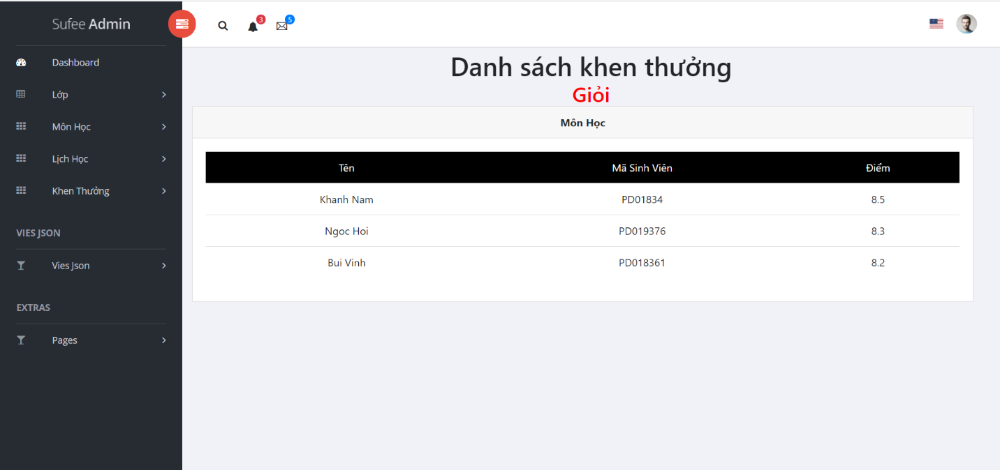 Sufee Admin
3
5
Dashboard
Lớp
Môn Học
Lịch Học
Khen Thưởng
VIES JSON
Vies Json
EXTRAS
Pages
Danh sách khen thưởng
Giỏi
Môn Học
Tên Mã Sinh Viên Điểm
Khanh Nam PD01834 8.5
Ngoc Hoi PD019376 8.3
Bui Vinh PD018361 8.2